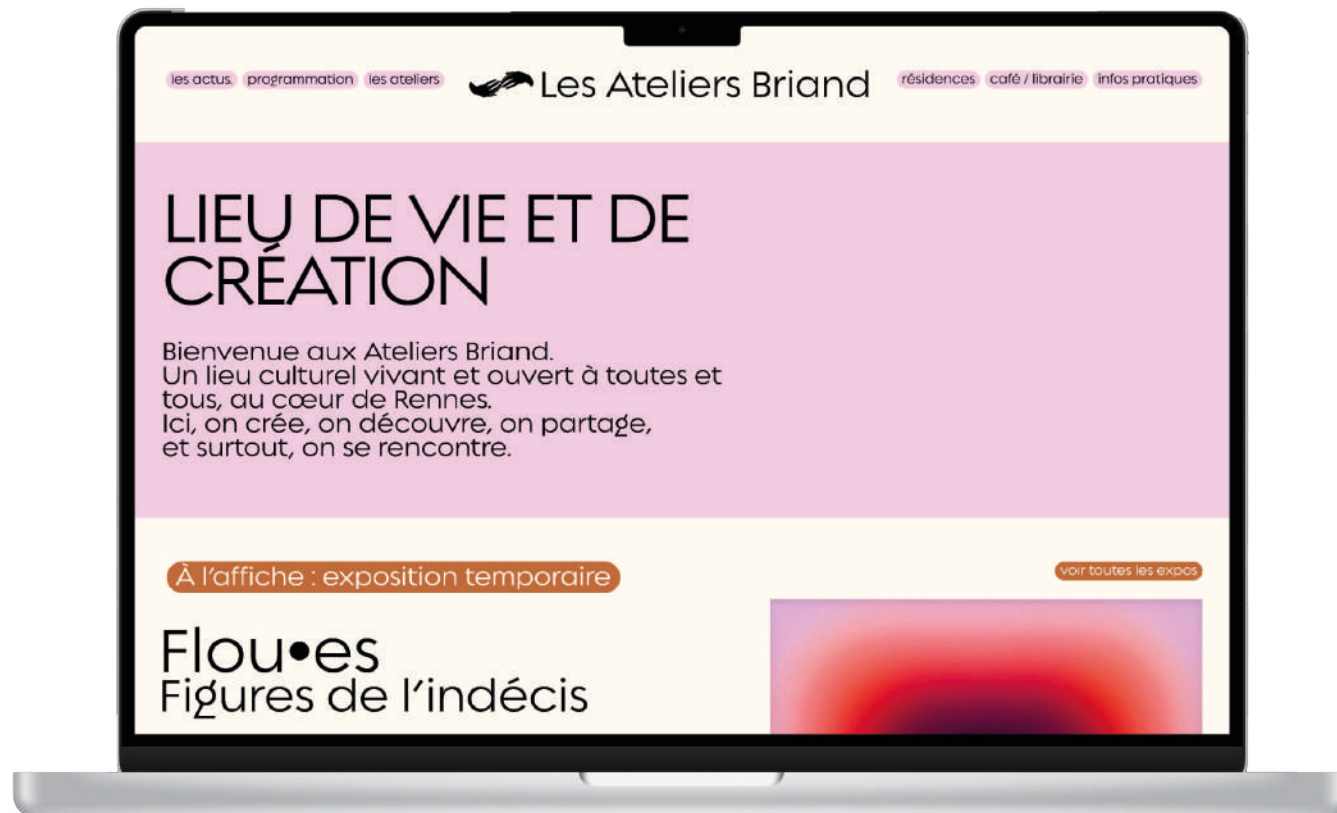 les actus. programmation les ateliers Les Ateliers Briand résidences café / librairie infos pratiques
LIEU DE VIE ET DE
CRÉATION
Bienvenue aux Ateliers Briand.
Un lieu culturel vivant et ouvert à toutes et
tous, au cœur de Rennes.
Ici, on crée, on découvre, on partage,
et surtout, on se rencontre.
À l'affiche : exposition temporaire
voir toutes les expos
Flou•es
Figures de l'indécis